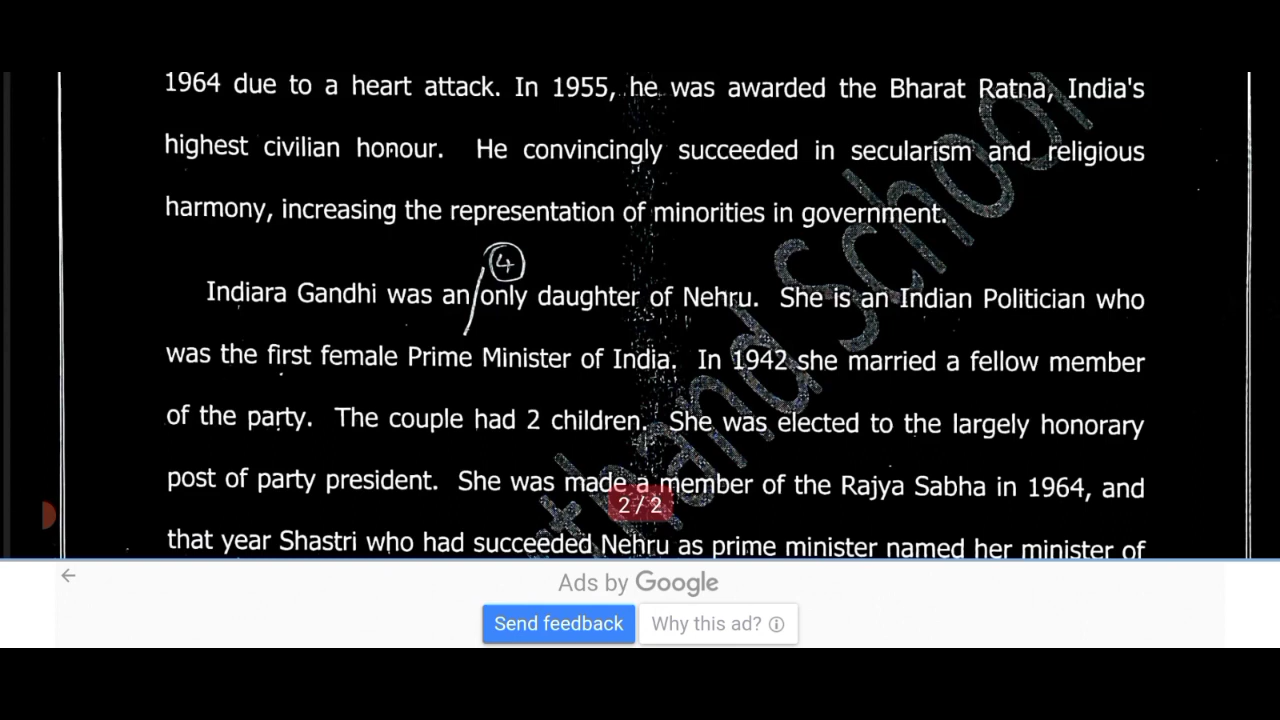 1964 due to a heart attack. In 1955, he was awarded the Bharat Ratna, India's
highest civilian honour. He convincingly succeeded in secularism and religious
harmony, increasing the representation of minorities in government.
4
Indiara Gandhi was an/only daughter of Nehru. She is an Indian Politician who
was the first female Prime Minister of India. In 1942 she married a fellow member
of the party. The couple had 2 children. She was elected to the largely honorary
post of party president. She was made a member of the Rajya Sabha in 1964, and
2/2
that year Shastri who had succeeded Nehru as prime minister named her minister of
thand School
Ads by Google
Send feedback
Why this ad?